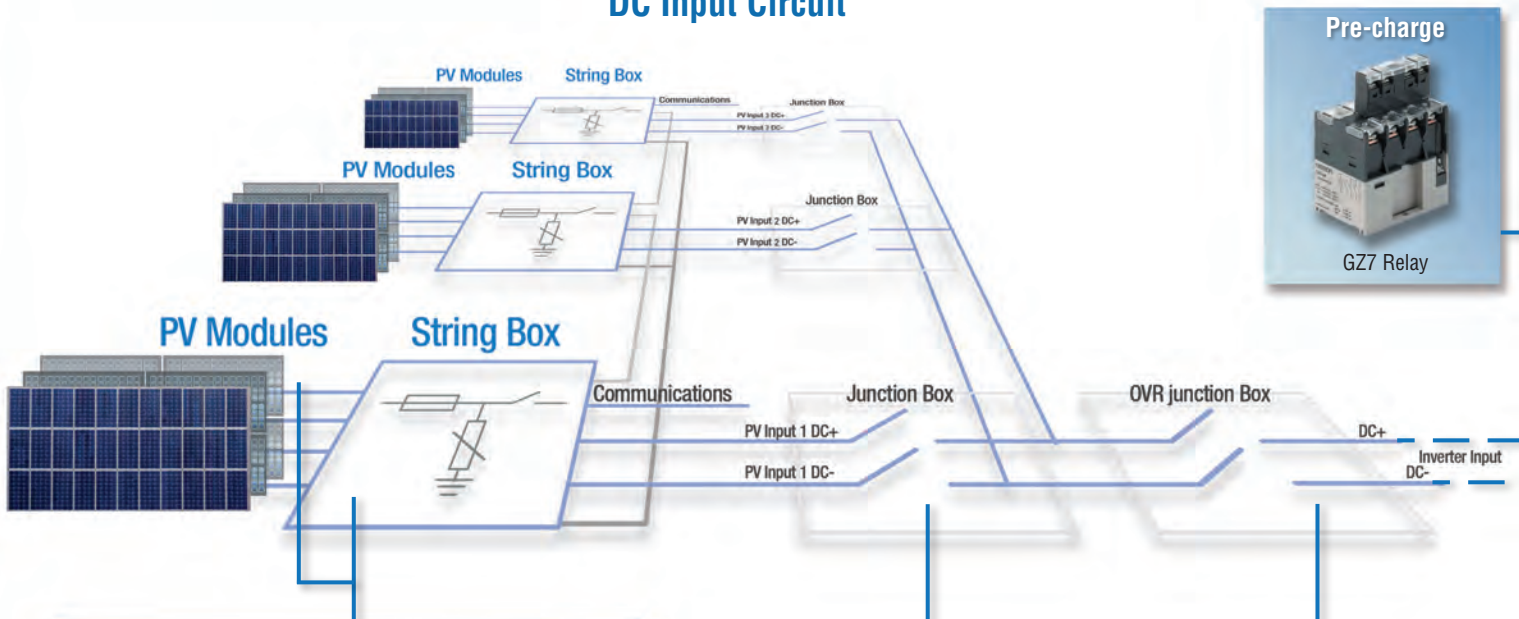 DC Input Circuit
Pre-charge
GZ7 Relay
PV Modules
String Box
Communications
Junction Box
PV Input 3 DC+
PV Input 3 DC-
PV Modules
String Box
Junction Box
PV Input 2 DC+
PV Input 2 DC-
PV Modules
String Box
Communications
Junction Box
OVR junction Box
PV Input 1 DC+
PV Input 1 DC-
DC+
Inverter Input
DC-